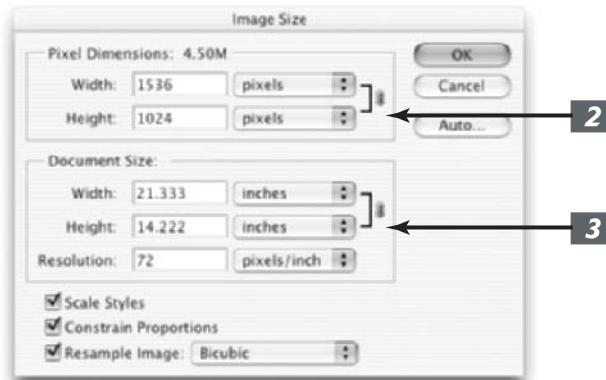 Image Size
Pixel Dimensions: 4.50M
OK
Width: 1536 pixels
Cancel
Height: 1024 pixels
2
Auto...
Document Size:
Width: 21.333 inches
Height: 14.222 inches
3
Resolution: 72 pixels/inch
Scale Styles
Constrain Proportions
Resample Image: Bicubic